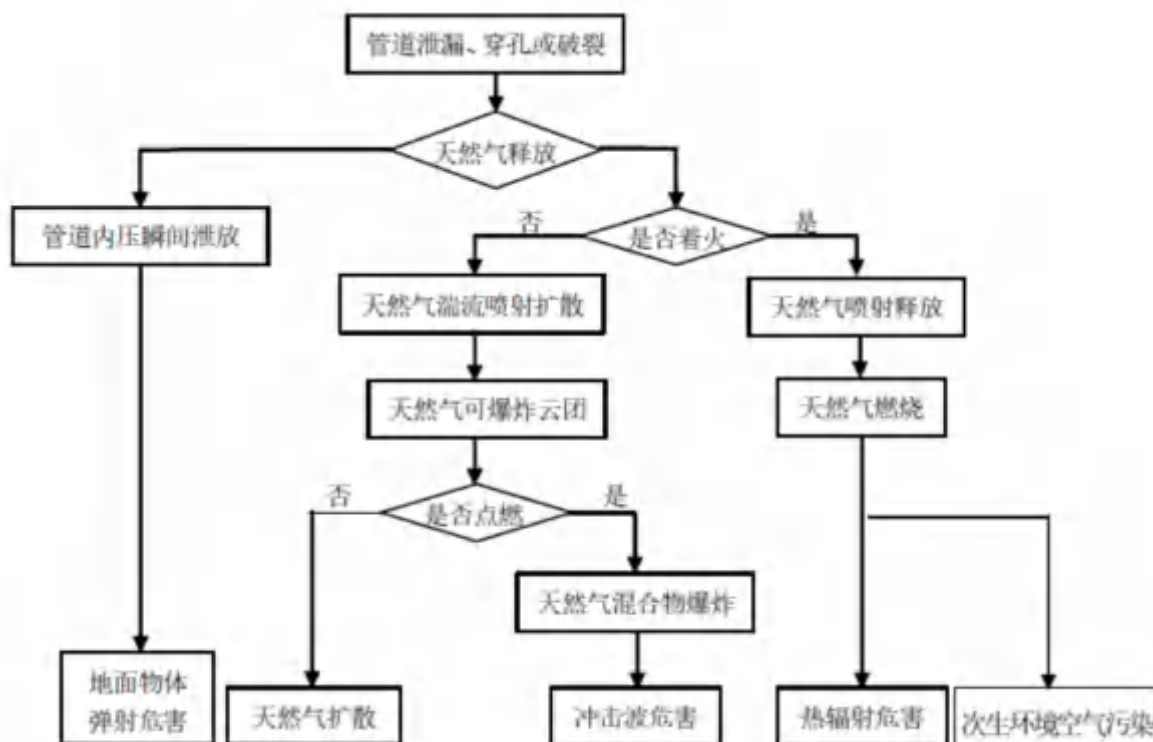 管道泄漏、穿孔或破裂
天然气释放
管道内压瞬间泄放
否
是否着火
是
天然气湍流喷射扩散
天然气喷射释放
天然气可爆炸云团
天然气燃烧
否
是否点燃
是
天然气混合物爆炸
地面物体
弹射危害
天然气扩散
冲击波危害
热辐射危害
次生环境空气污染